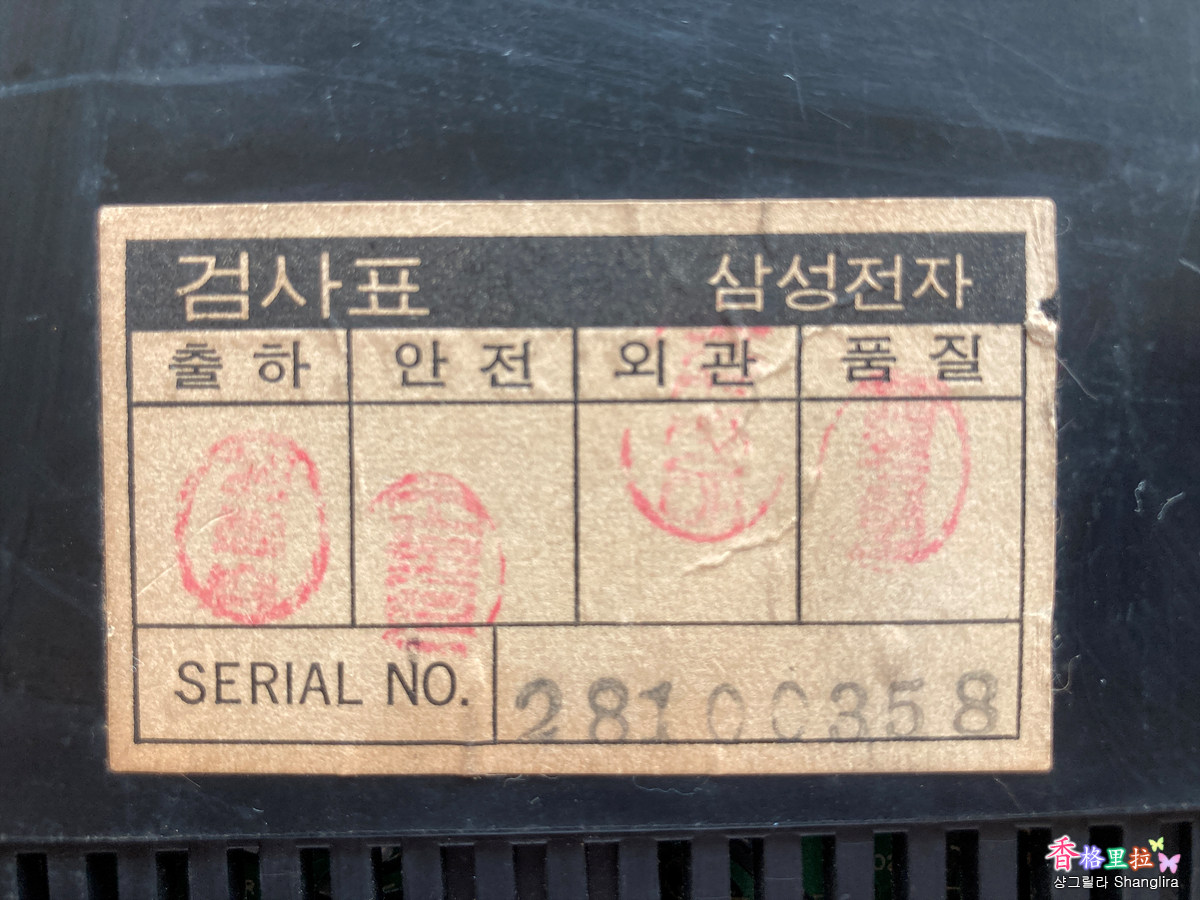 검사표 삼성전자
출하 안전 외관 품질
SERIAL NO. 28100358
香格里拉
샹그릴라 Shanglira